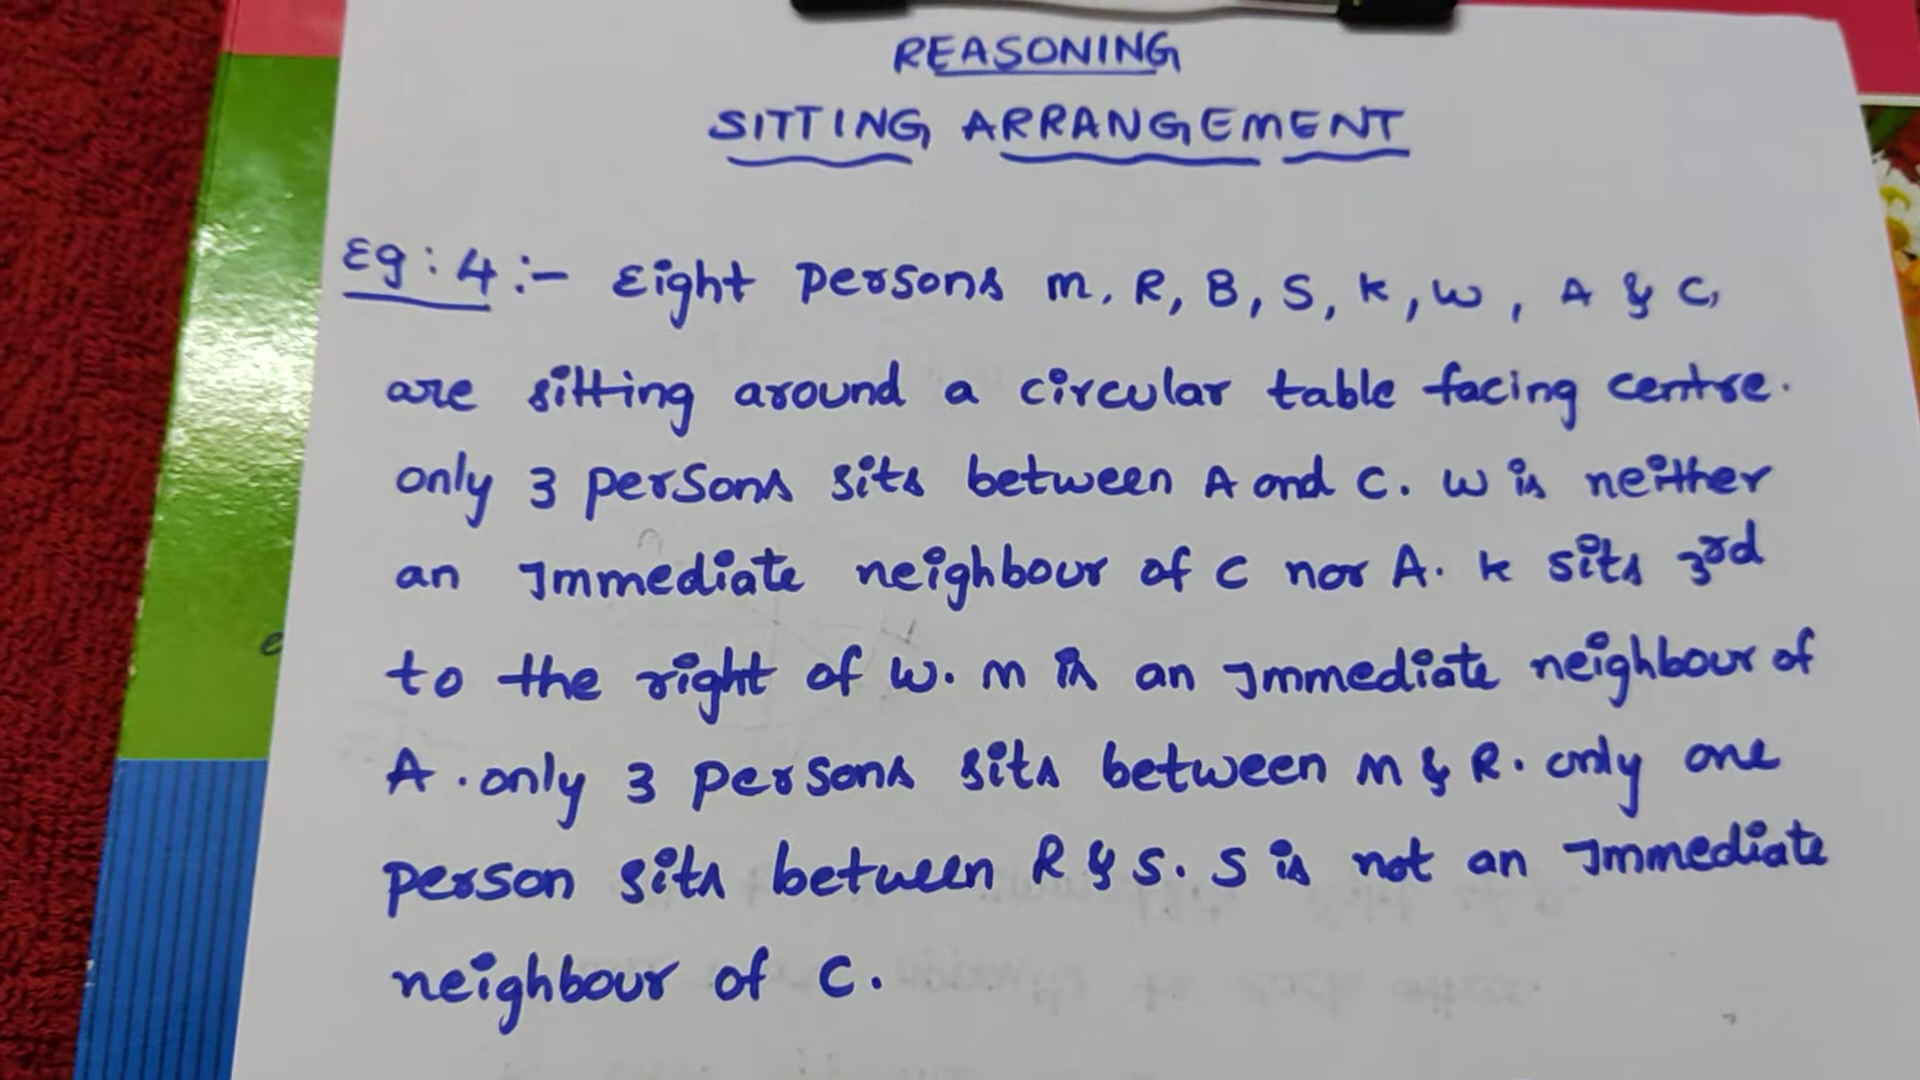 REASONING
SITTING ARRANGEMENT
Eg: 4 :- Eight persons M, R, B, S, K, W, A & C,
are sitting around a circular table facing centre.
only 3 persons sits between A and C. W is neither
an Immediate neighbour of C nor A. K sits 3rd
to the right of W. M is an Immediate neighbour of
A. only 3 persons sits between M & R. only one
person sits between R & S. S is not an Immediate
neighbour of C.